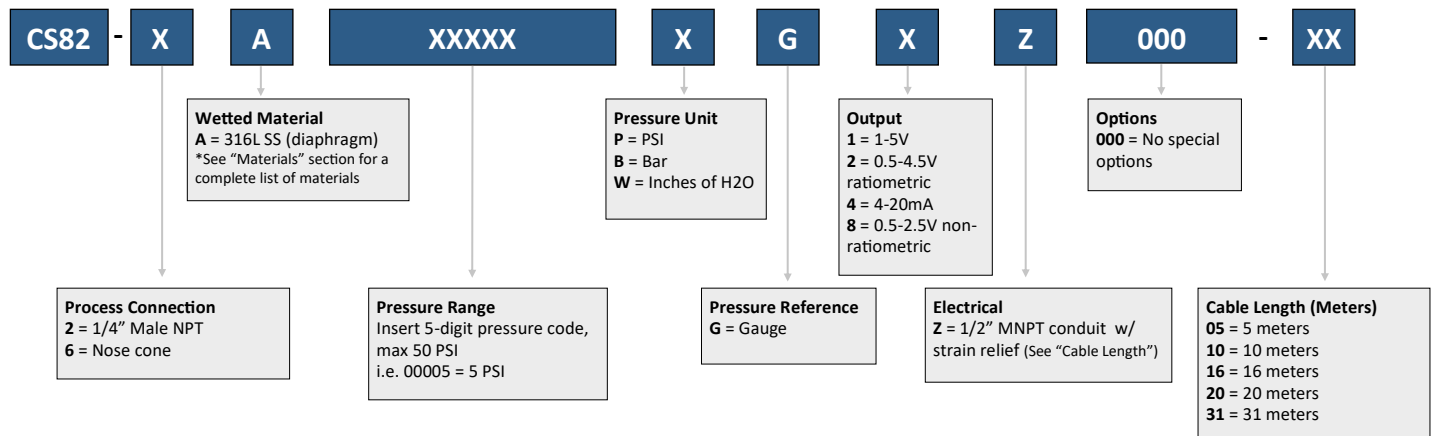 CS82 - X A XXXXX X G X Z 000 - XX
Wetted Material
A = 316L SS (diaphragm)
*See “Materials” section for a
complete list of materials
Pressure Unit
P = PSI
B = Bar
W = Inches of H2O
Output
1 = 1-5V
2 = 0.5-4.5V
ratiometric
4 = 4-20mA
8 = 0.5-2.5V non-
ratiometric
Options
000 = No special
options
Process Connection
2 = 1/4” Male NPT
6 = Nose cone
Pressure Range
Insert 5-digit pressure code,
max 50 PSI
i.e. 00005 = 5 PSI
Pressure Reference
G = Gauge
Electrical
Z = 1/2” MNPT conduit w/
strain relief (See “Cable Length”)
Cable Length (Meters)
05 = 5 meters
10 = 10 meters
16 = 16 meters
20 = 20 meters
31 = 31 meters